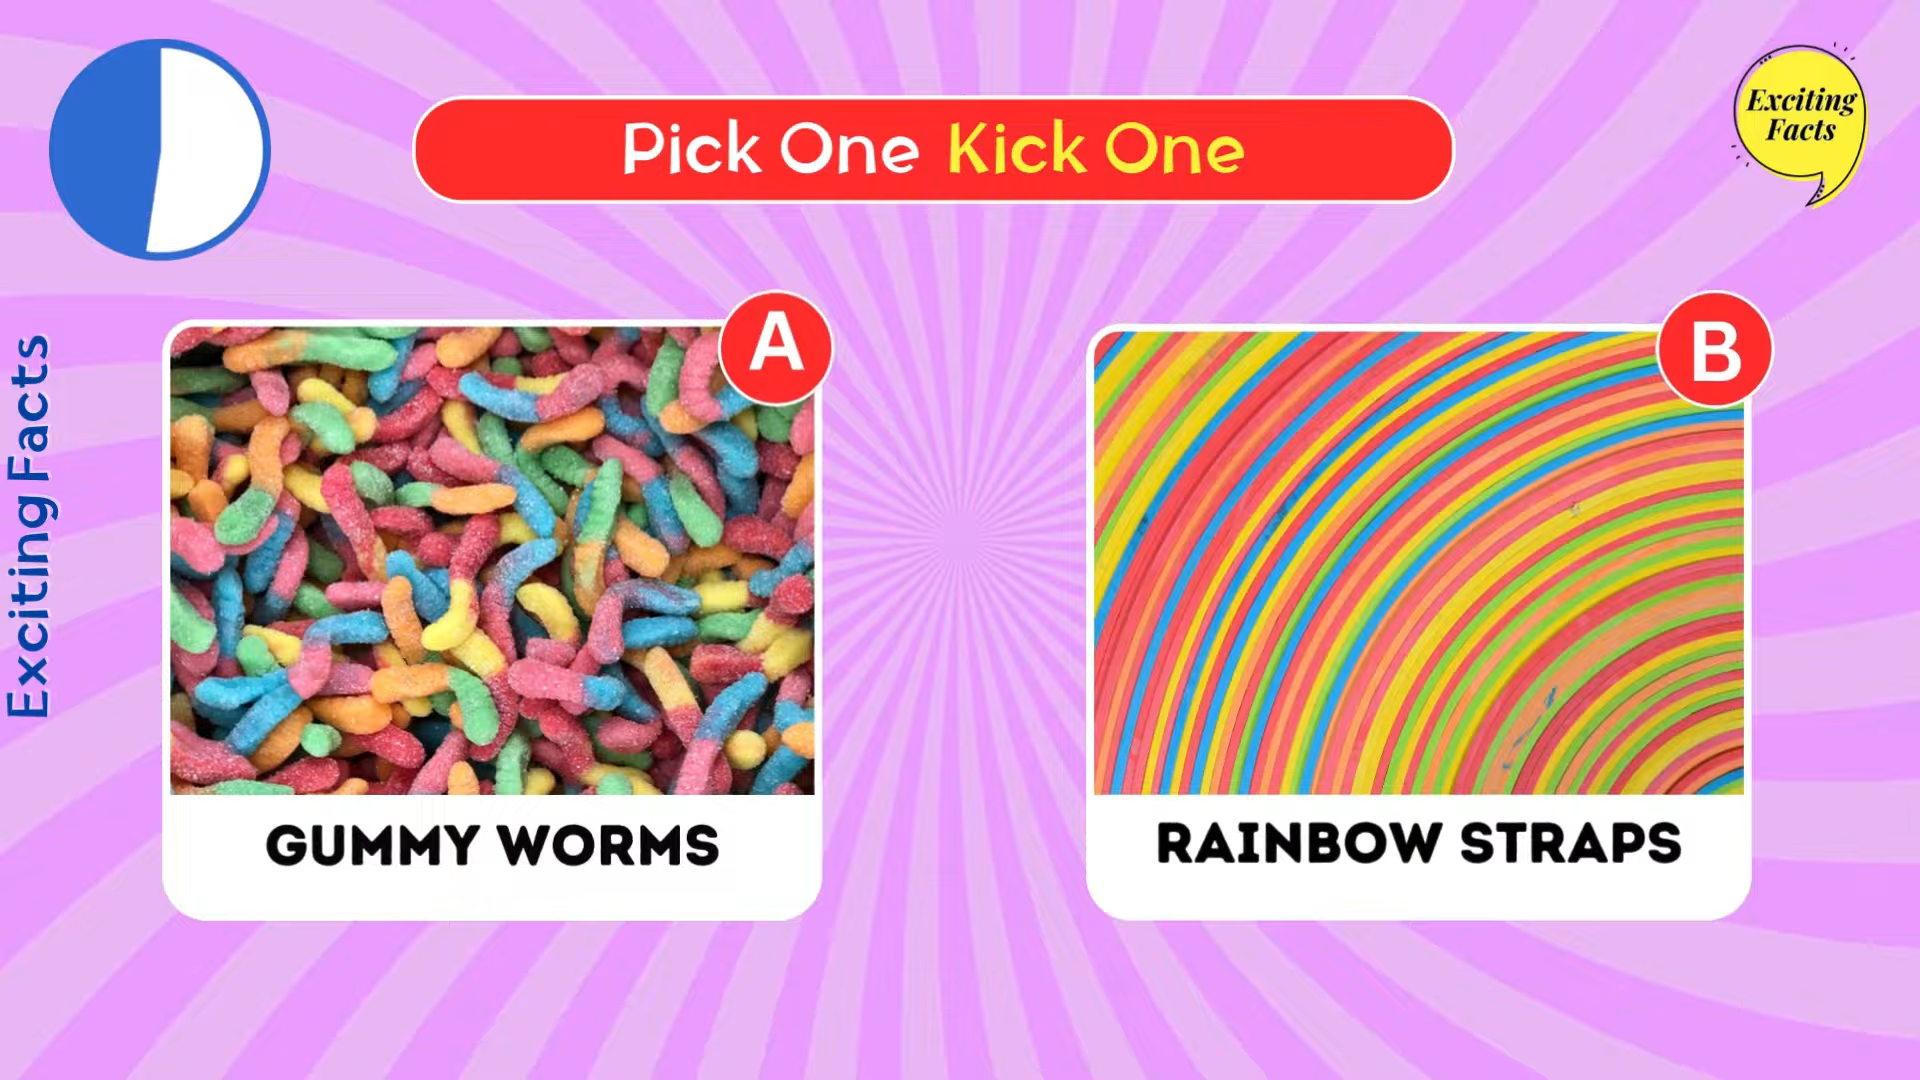 Pick One Kick One
Exciting
Facts
Exciting Facts
A
B
GUMMY WORMS
RAINBOW STRAPS